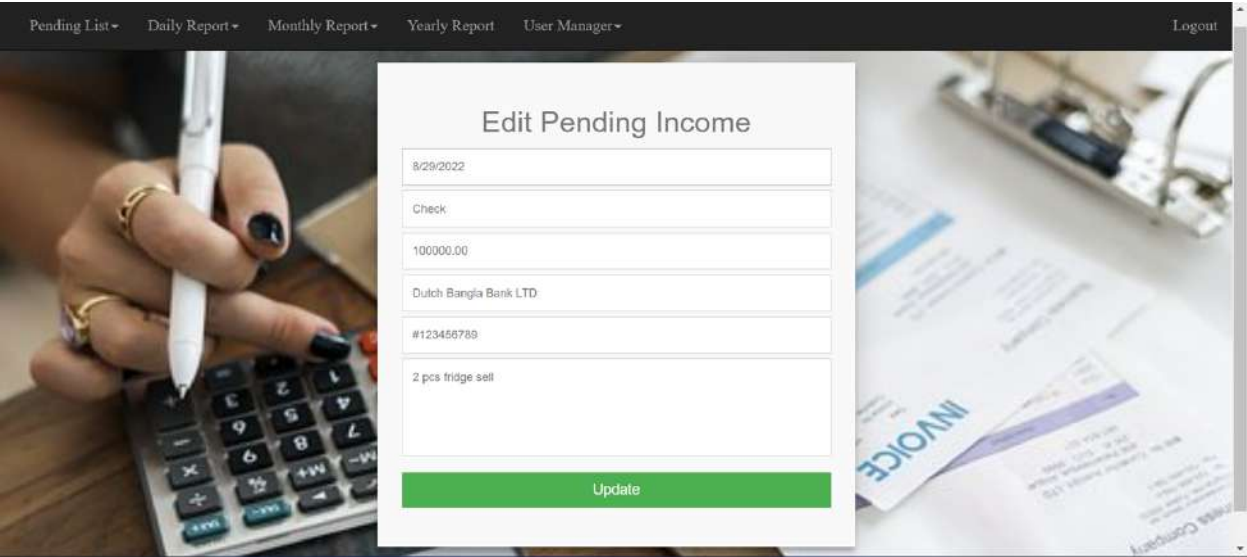 Pending List
Daily Report
Monthly Report
Yearly Report
User Manager
Logout
Edit Pending Income
8/29/2022
Check
100000.00
Dutch Bangla Bank LTD
#123456789
2 pcs fridge sell
Update
INVOICE